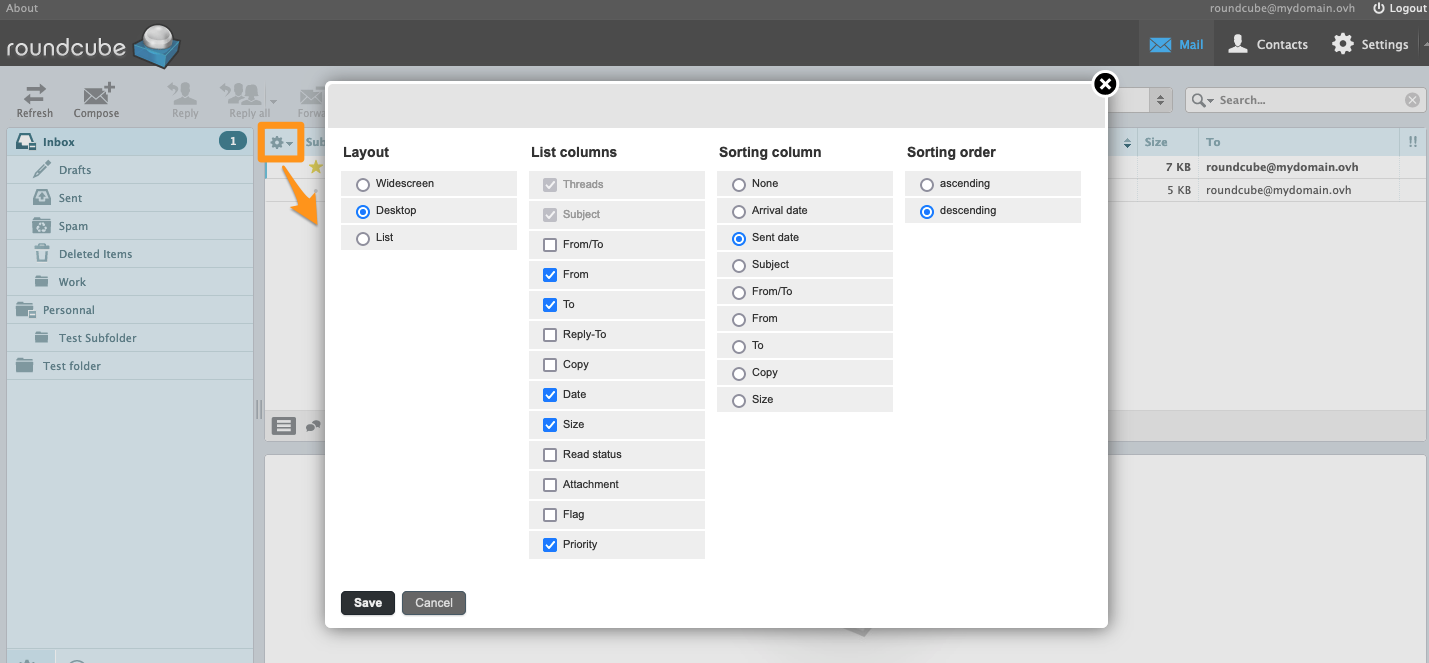 About
roundcube@mydomain.ovh Logout
roundcube
Mail Contacts Settings
Refresh Compose Reply Reply all Forwa
Search...
Inbox 1
Drafts
Sent
Spam
Deleted Items
Work
Personnal
Test Subfolder
Test folder
Sub
Size To !!
7 KB roundcube@mydomain.ovh
5 KB roundcube@mydomain.ovh
Layout
Widescreen
Desktop
List
List columns
Threads
Subject
From/To
From
To
Reply-To
Copy
Date
Size
Read status
Attachment
Flag
Priority
Sorting column
None
Arrival date
Sent date
Subject
From/To
From
To
Copy
Size
Sorting order
ascending
descending
Save Cancel